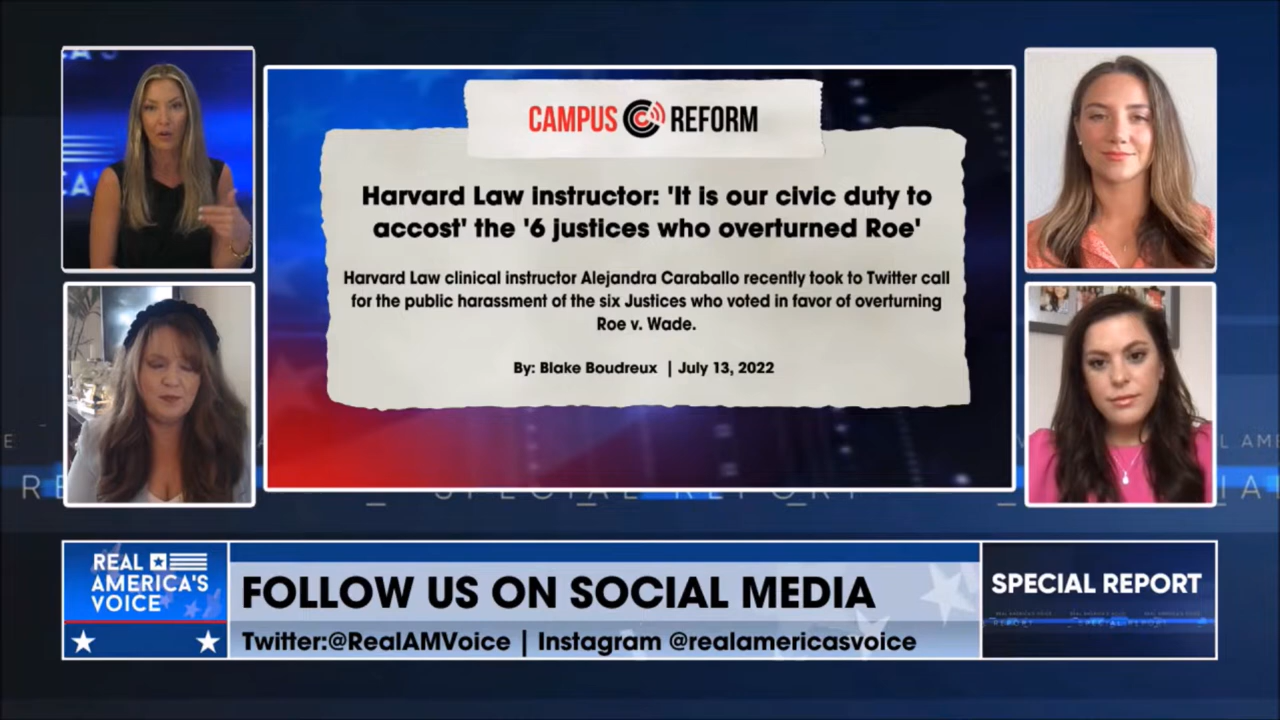 CAMPUS REFORM
Harvard Law instructor: 'It is our civic duty to
accost' the '6 justices who overturned Roe'
Harvard Law clinical instructor Alejandra Caraballo recently took to Twitter call
for the public harassment of the six Justices who voted in favor of overturning
Roe v. Wade.
By: Blake Boudreux | July 13, 2022
SPECIAL REPORT
REAL
AMERICA'S
VOICE
FOLLOW US ON SOCIAL MEDIA
Twitter:@RealAMVoice | Instagram @realamericasvoice
SPECIAL REPORT